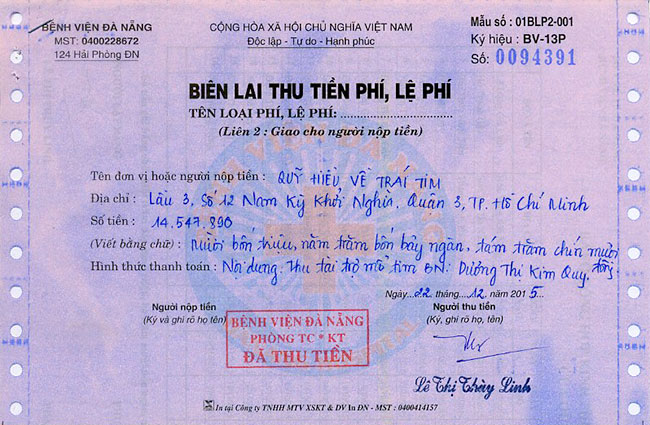 BỆNH VIỆN ĐÀ NẴNG
MST: 0400228672
124 Hải Phòng ĐN
CỘNG HÒA XÃ HỘI CHỦ NGHĨA VIỆT NAM
Độc lập - Tự do - Hạnh phúc
Mẫu số : 01BLP2-001
Ký hiệu : BV-13P
Số: 0094391
BIÊN LAI THU TIỀN PHÍ, LỆ PHÍ
TÊN LOẠI PHÍ, LỆ PHÍ:
(Liên 2 : Giao cho người nộp tiền)
Tên đơn vị hoặc người nộp tiền : QUỸ HIỂU VỀ TRÁI TIM
Địa chỉ : Lầu 3, Số 12 Nam Kỳ Khởi Nghĩa, Quận 3, TP. Hồ Chí Minh
Số tiền : 14.547.890
(Viết bằng chữ) : Mười bốn triệu, năm trăm bốn bảy ngàn, tám trăm chín mươi đồng
Hình thức thanh toán : Nội dung: Thu tài trợ mổ tim BN: Dương Thị Kim Quy.
Ngày...22 tháng...12 năm 2015...
Người nộp tiền
(Ký và ghi rõ họ tên)
Người thu tiền
(Ký, ghi rõ họ, tên)
BỆNH VIỆN ĐÀ NẴNG
PHÒNG TC * KT
ĐÃ THU TIỀN
Lê Thị Thùy Linh
In tại Công ty TNHH MTV XSKT & DV In ĐN - MST : 0400414157